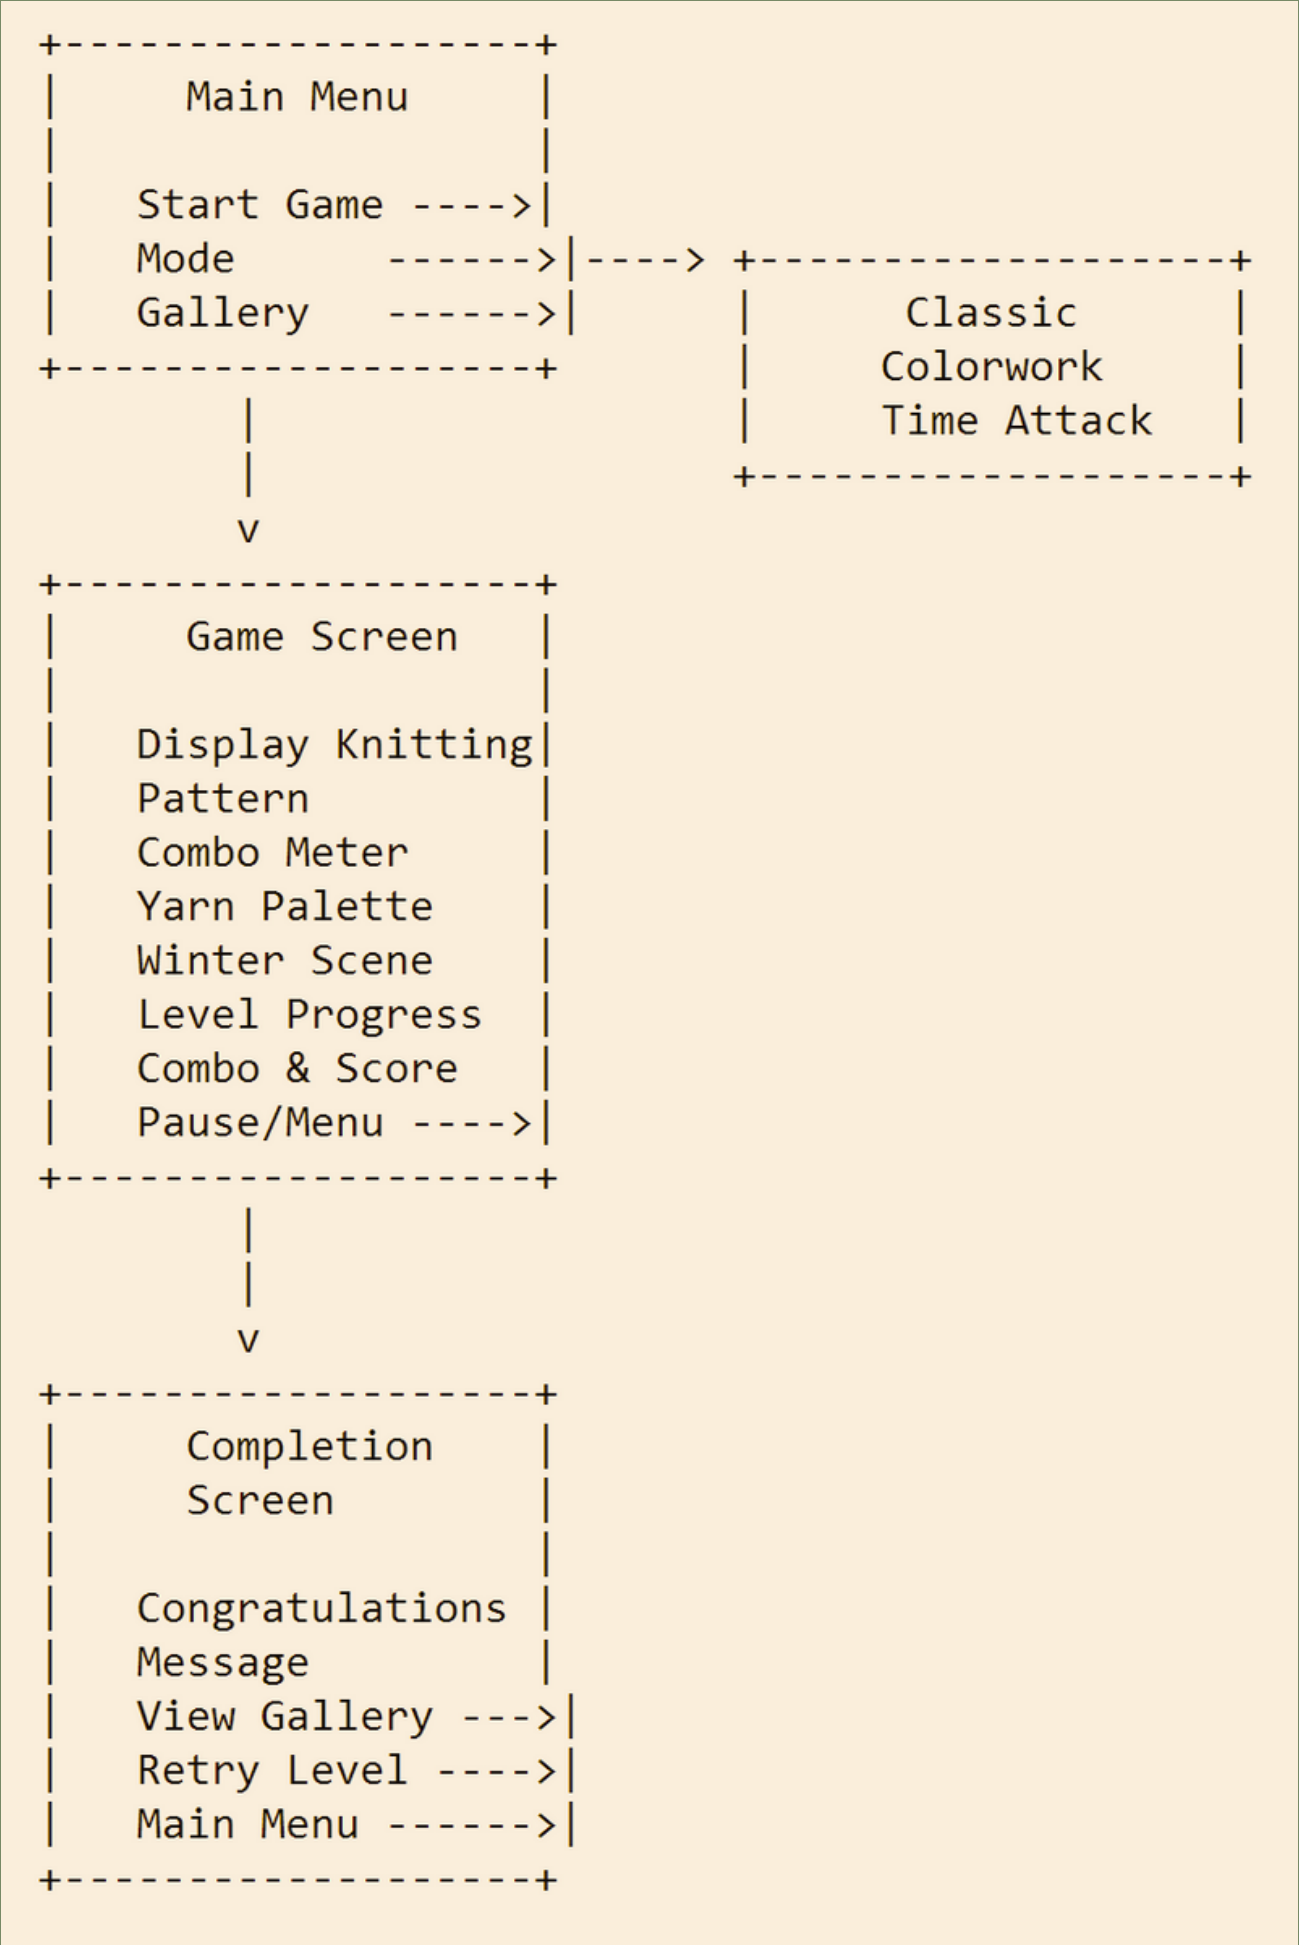 +-------------------+
|     Main Menu     |
|                   |
|   Start Game ---->|
|   Mode      ------>|----> +-------------------+
|   Gallery   ------>|      |      Classic      |
+-------------------+       |     Colorwork     |
        |                   |     Time Attack   |
        |                   +-------------------+
        v
+-------------------+
|     Game Screen   |
|                   |
|   Display Knitting|
|   Pattern         |
|   Combo Meter     |
|   Yarn Palette    |
|   Winter Scene    |
|   Level Progress  |
|   Combo & Score   |
|   Pause/Menu ---->|
+-------------------+
        |
        |
        v
+-------------------+
|     Completion    |
|     Screen        |
|                   |
|   Congratulations |
|   Message         |
|   View Gallery --->|
|   Retry Level ---->|
|   Main Menu ------>|
+-------------------+